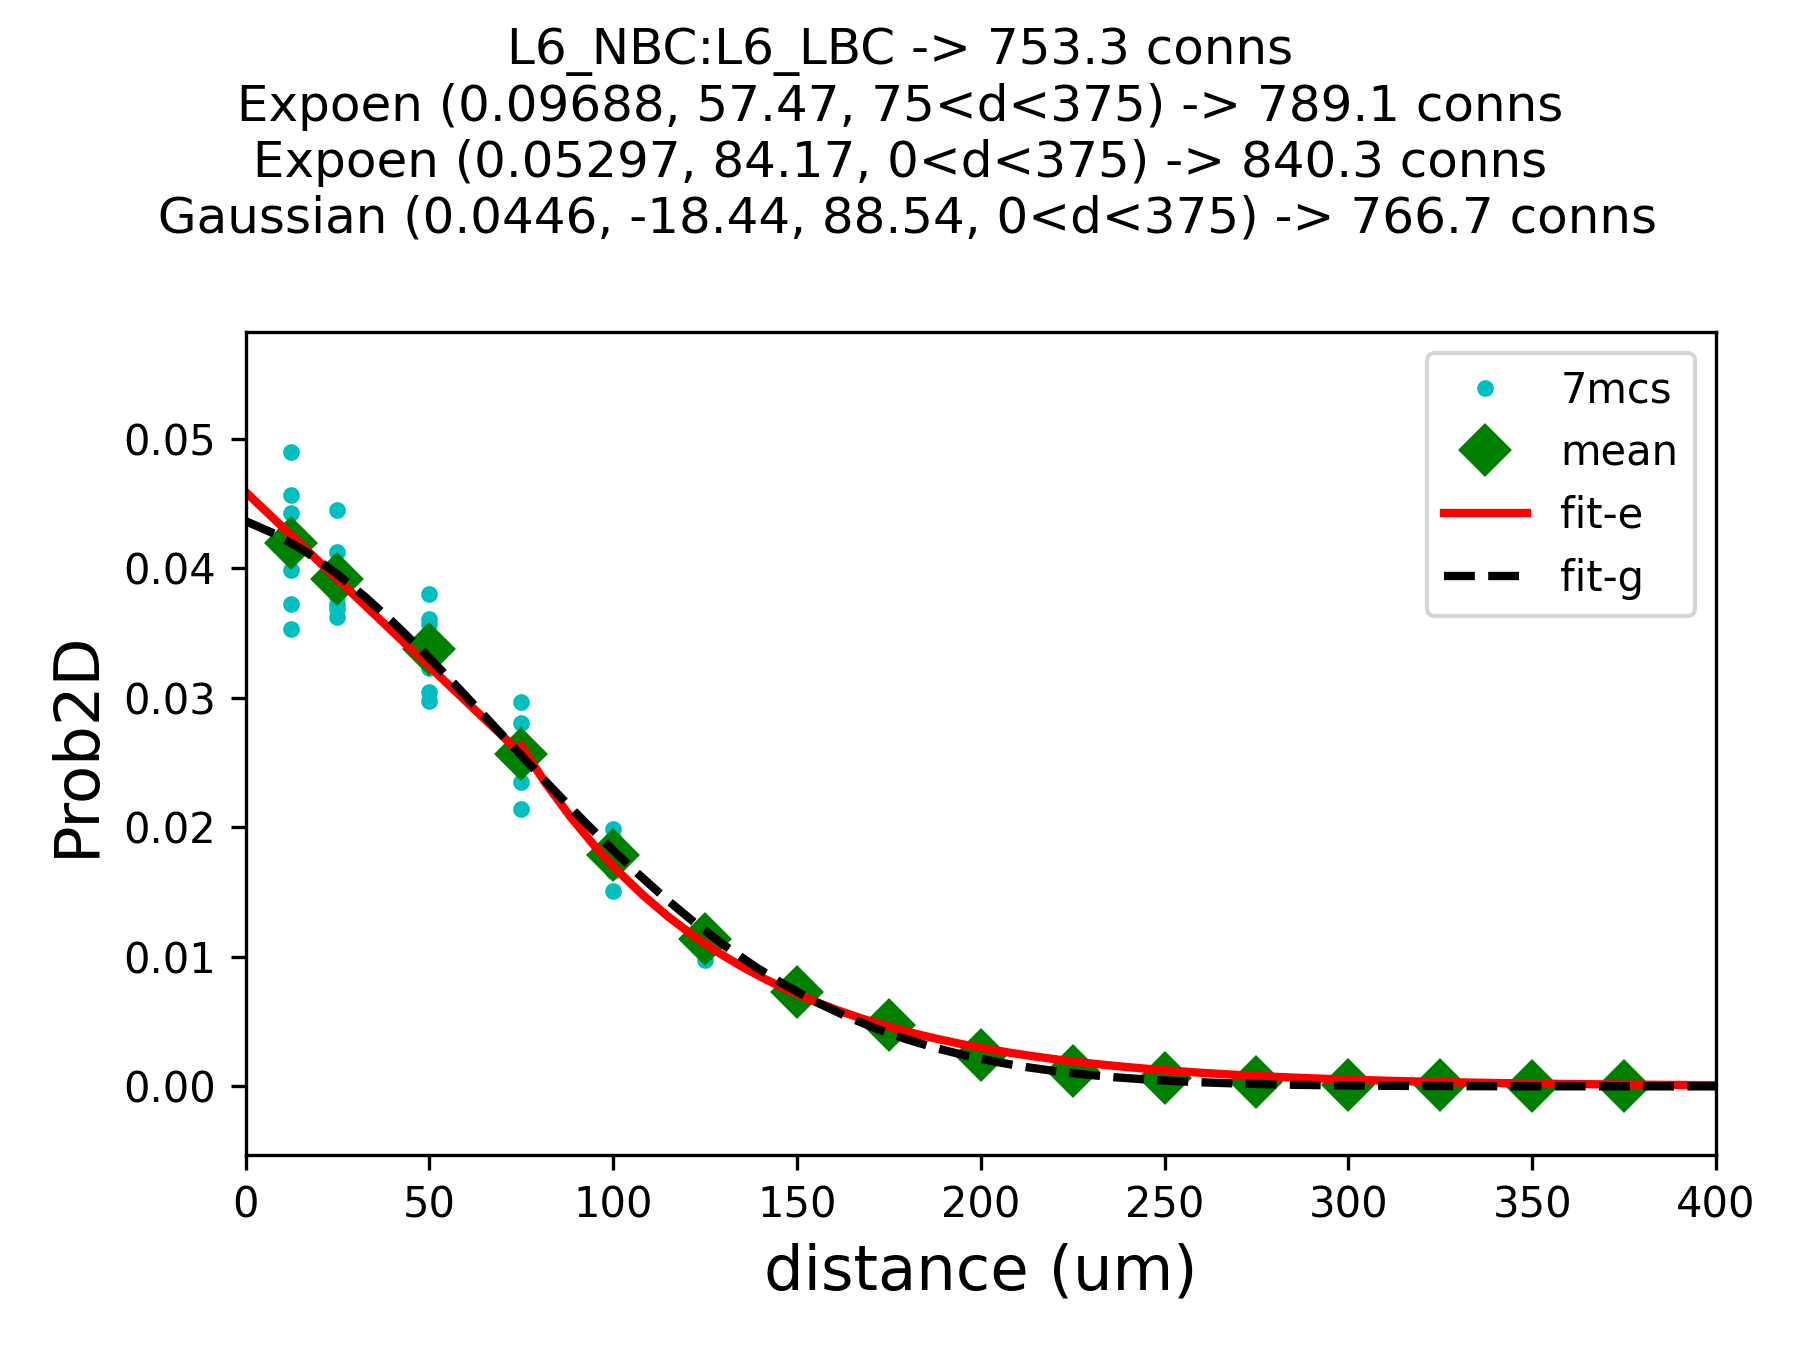 L6_NBC:L6_LBC -> 753.3 conns
Expoen (0.09688, 57.47, 75<d<375) -> 789.1 conns
Expoen (0.05297, 84.17, 0<d<375) -> 840.3 conns
Gaussian (0.0446, -18.44, 88.54, 0<d<375) -> 766.7 conns
7mcs
mean
fit-e
fit-g
Prob2D
0.05
0.04
0.03
0.02
0.01
0.00
0 50 100 150 200 250 300 350 400
distance (um)